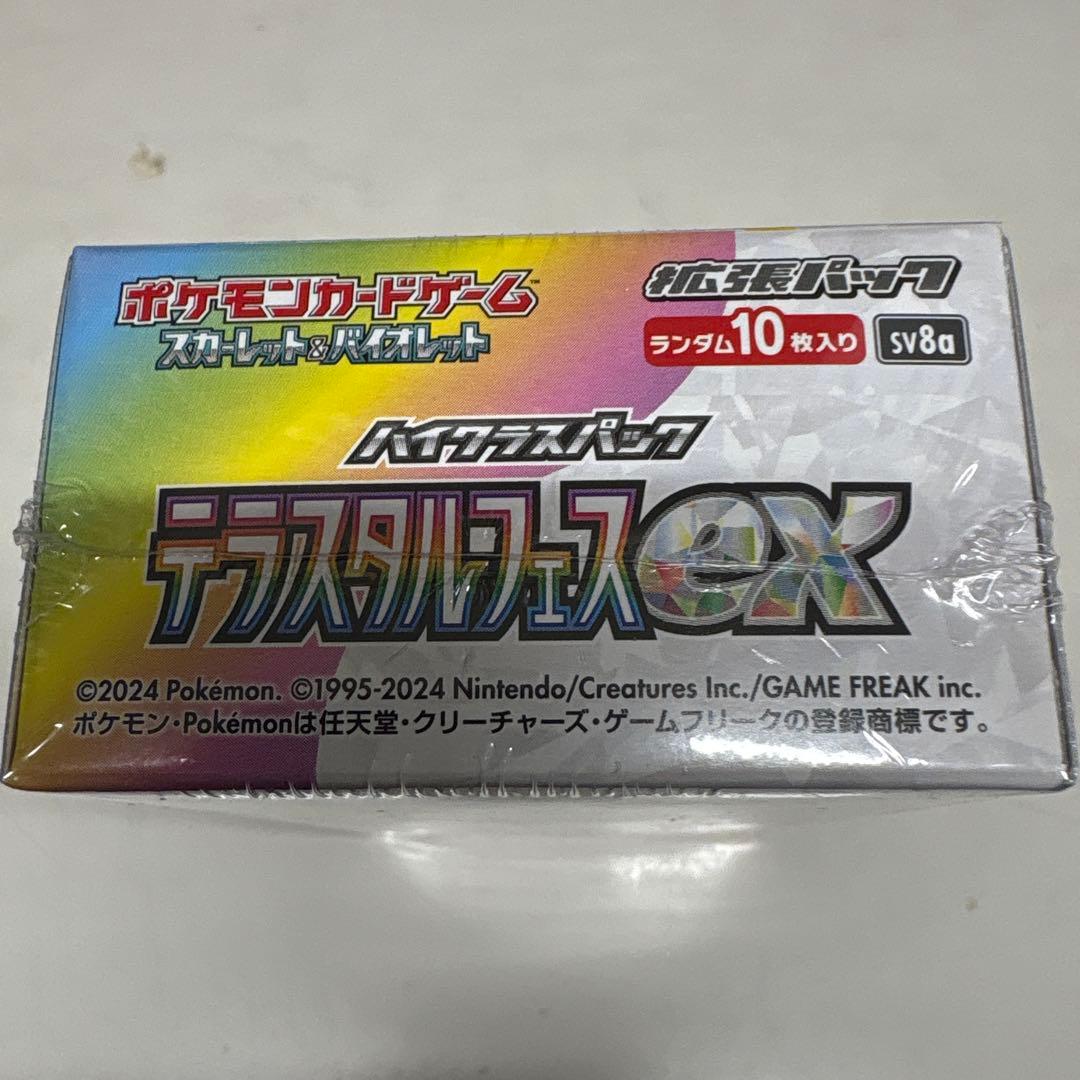 ポケモンカードゲーム™
スカーレット&バイオレット
拡張パック
ランダム10枚入り sv8a
ハイクラスパック
テラスタルフェスex
©2024 Pokémon. ©1995-2024 Nintendo/Creatures Inc./GAME FREAK inc.
ポケモン・Pokémonは任天堂・クリーチャーズ・ゲームフリークの登録商標です。